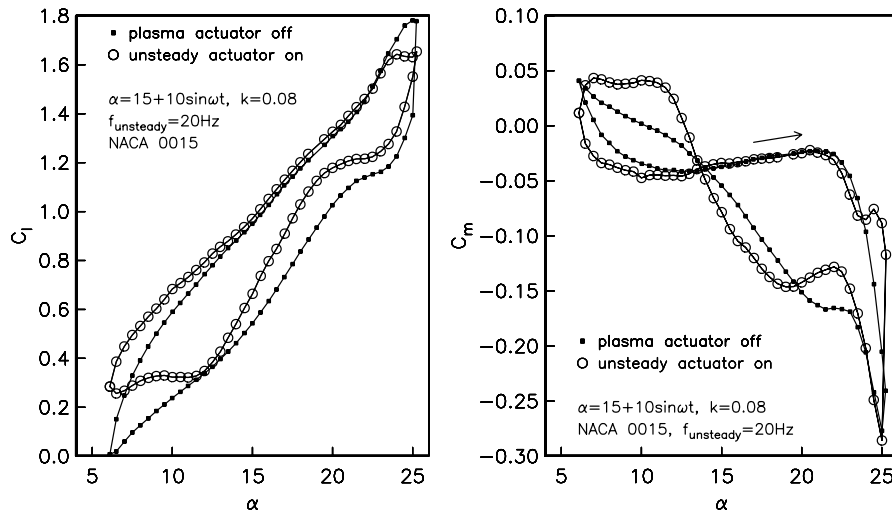 1.8
1.6
1.4
1.2
1.0
0.8
0.6
0.4
0.2
0.0
C_l
5 10 15 20 25
α
plasma actuator off
unsteady actuator on
α=15+10sinωt, k=0.08
f_unsteady=20Hz
NACA 0015
0.10
0.05
0.00
−0.05
−0.10
−0.15
−0.20
−0.25
−0.30
C_m
5 10 15 20 25
α
plasma actuator off
unsteady actuator on
α=15+10sinωt, k=0.08
NACA 0015, f_unsteady=20Hz